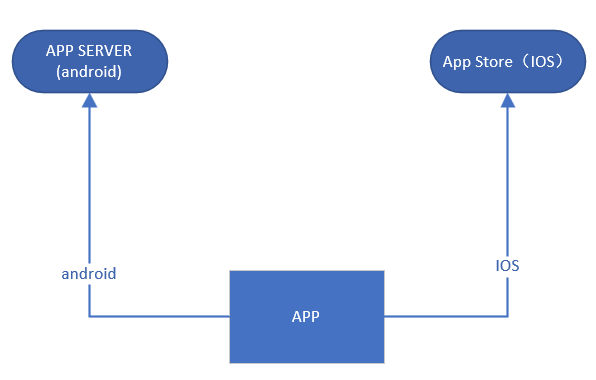 APP SERVER
(android)
App Store（IOS）
android
IOS
APP